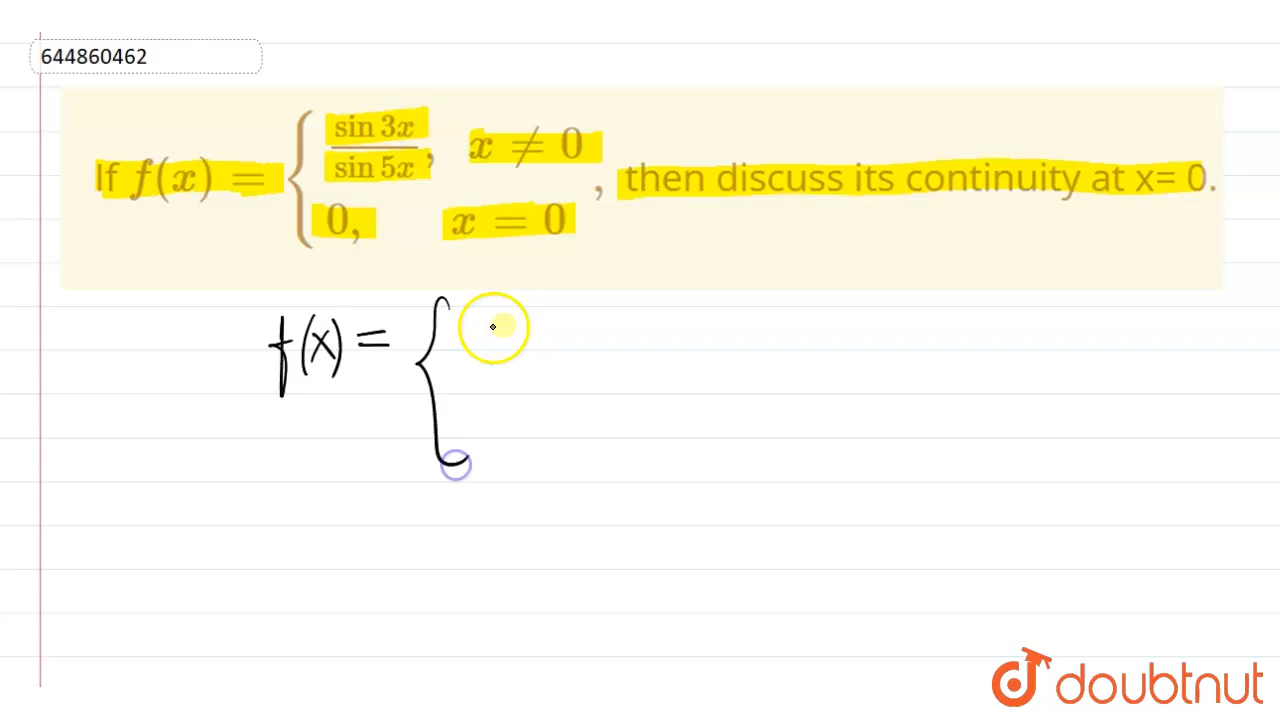 644860462
If f(x) = { sin 3x / sin 5x, x ≠ 0
0, x = 0 , then discuss its continuity at x= 0.
f(x) = {
doubtnut